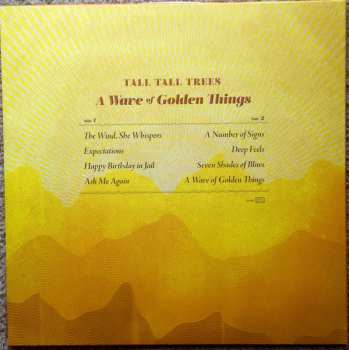 TALL TALL TREES
A Wave of Golden Things
SIDE 1
The Wind, She Whispers
Expectations
Happy Birthday in Jail
Ask Me Again
SIDE 2
A Number of Signs
Deep Feels
Seven Shades of Blues
A Wave of Golden Things